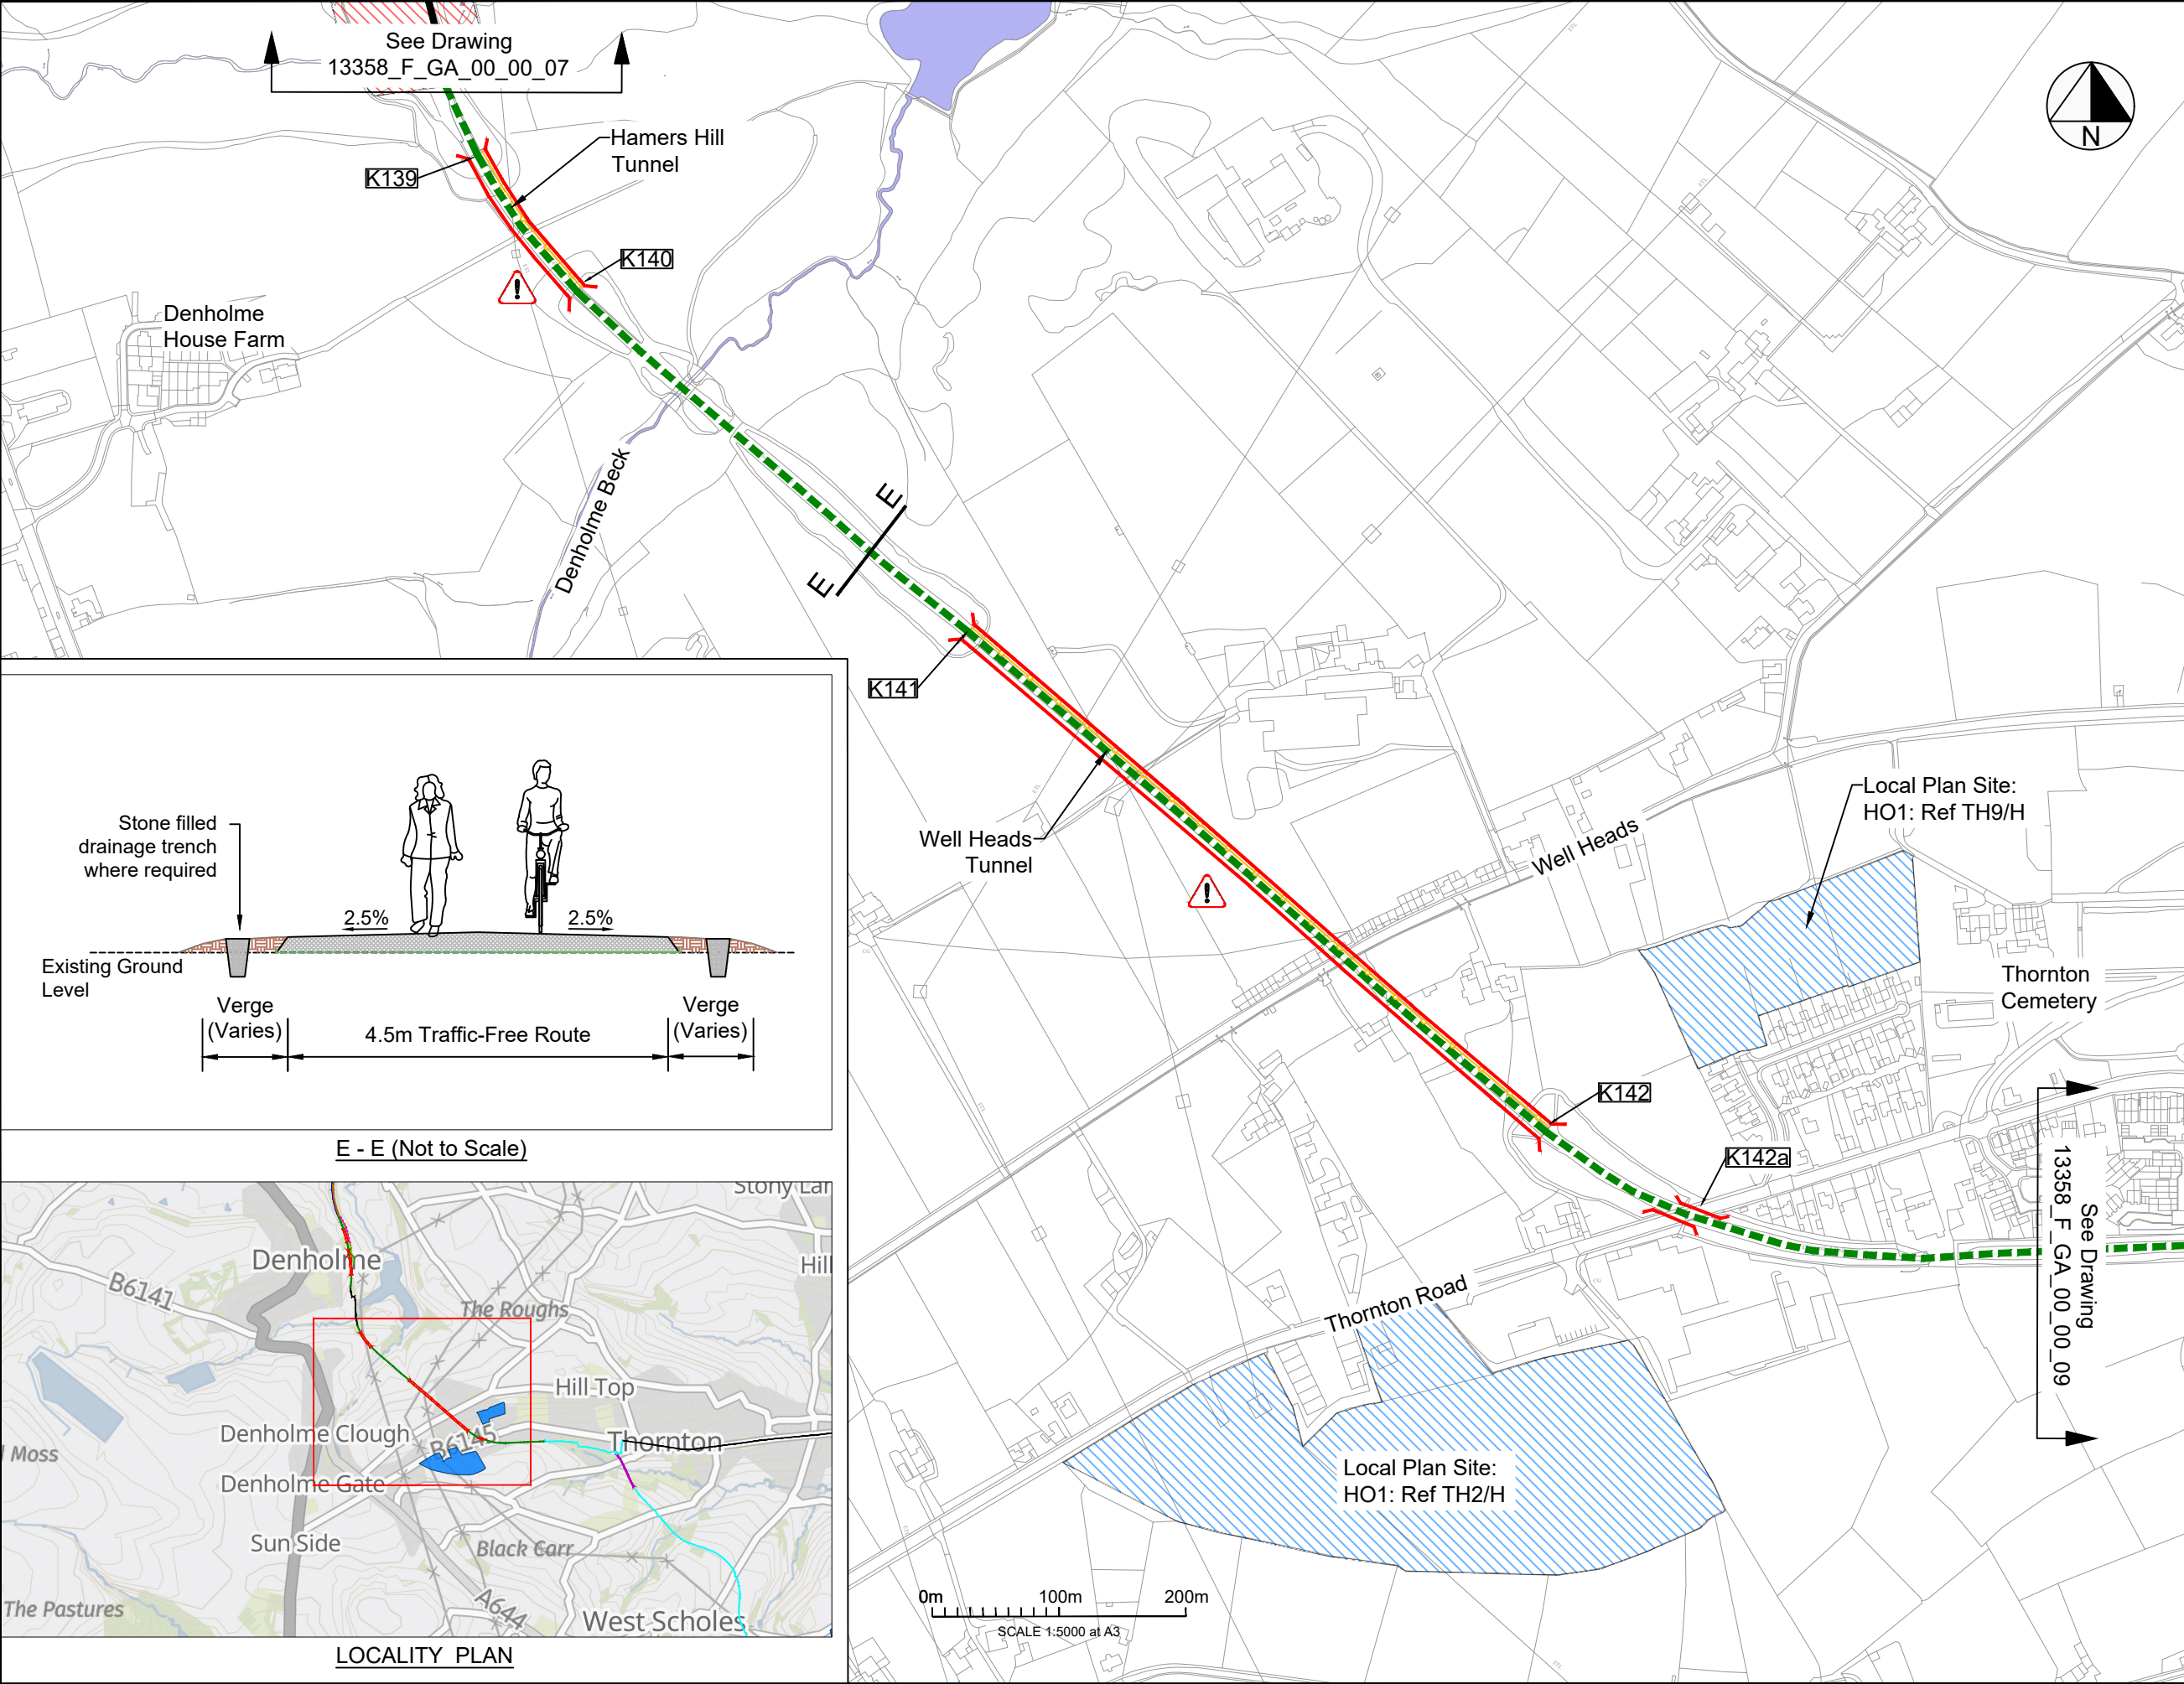 See Drawing
13358_F_GA_00_00_07
N
Hamers Hill
Tunnel
K139
K140
Denholme
House Farm
Denholme Beck
E
E
K141
Well Heads
Tunnel
Well Heads
Local Plan Site:
HO1: Ref TH9/H
Thornton
Cemetery
K142
K142a
See Drawing
13358_F_GA_00_00_09
Thornton Road
Local Plan Site:
HO1: Ref TH2/H
0m 100m 200m
SCALE 1:5000 at A3
Stone filled
drainage trench
where required
2.5% 2.5%
Existing Ground
Level
Verge
(Varies)
4.5m Traffic-Free Route
Verge
(Varies)
E - E (Not to Scale)
Denholme
B6141
The Roughs
Hill
Hill Top
Denholme Clough
B6145
Thornton
Moss
Denholme Gate
Sun Side
Black Carr
The Pastures
A644
West Scholes
LOCALITY PLAN
ETL
ETL
ETL
ETL
ETL